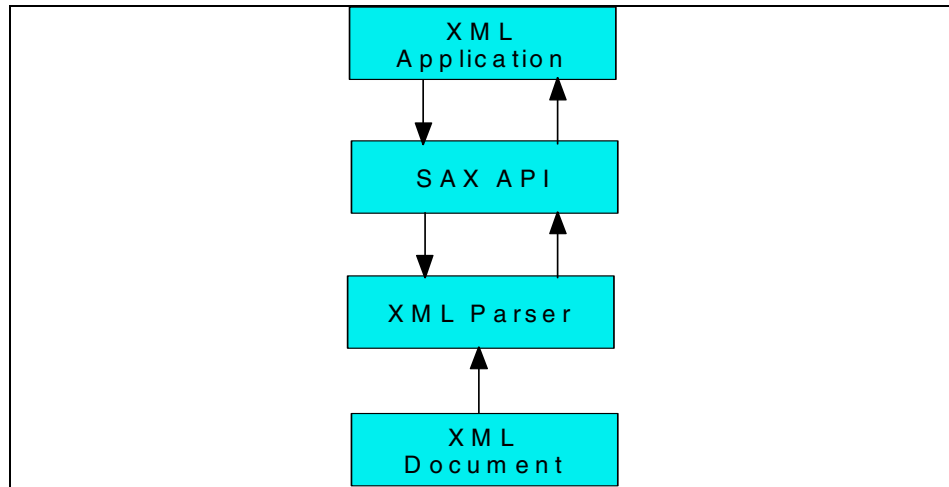 XML
Application
SAX API
XML Parser
XML
Document